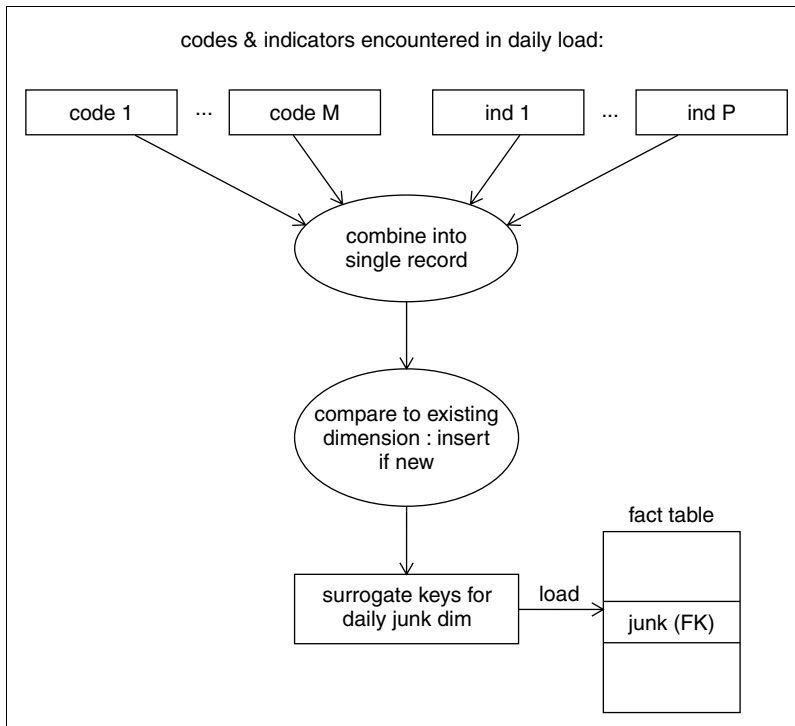 codes & indicators encountered in daily load:
code 1 ... code M ind 1 ... ind P
combine into
single record
compare to existing
dimension : insert
if new
fact table
surrogate keys for
daily junk dim
load
junk (FK)